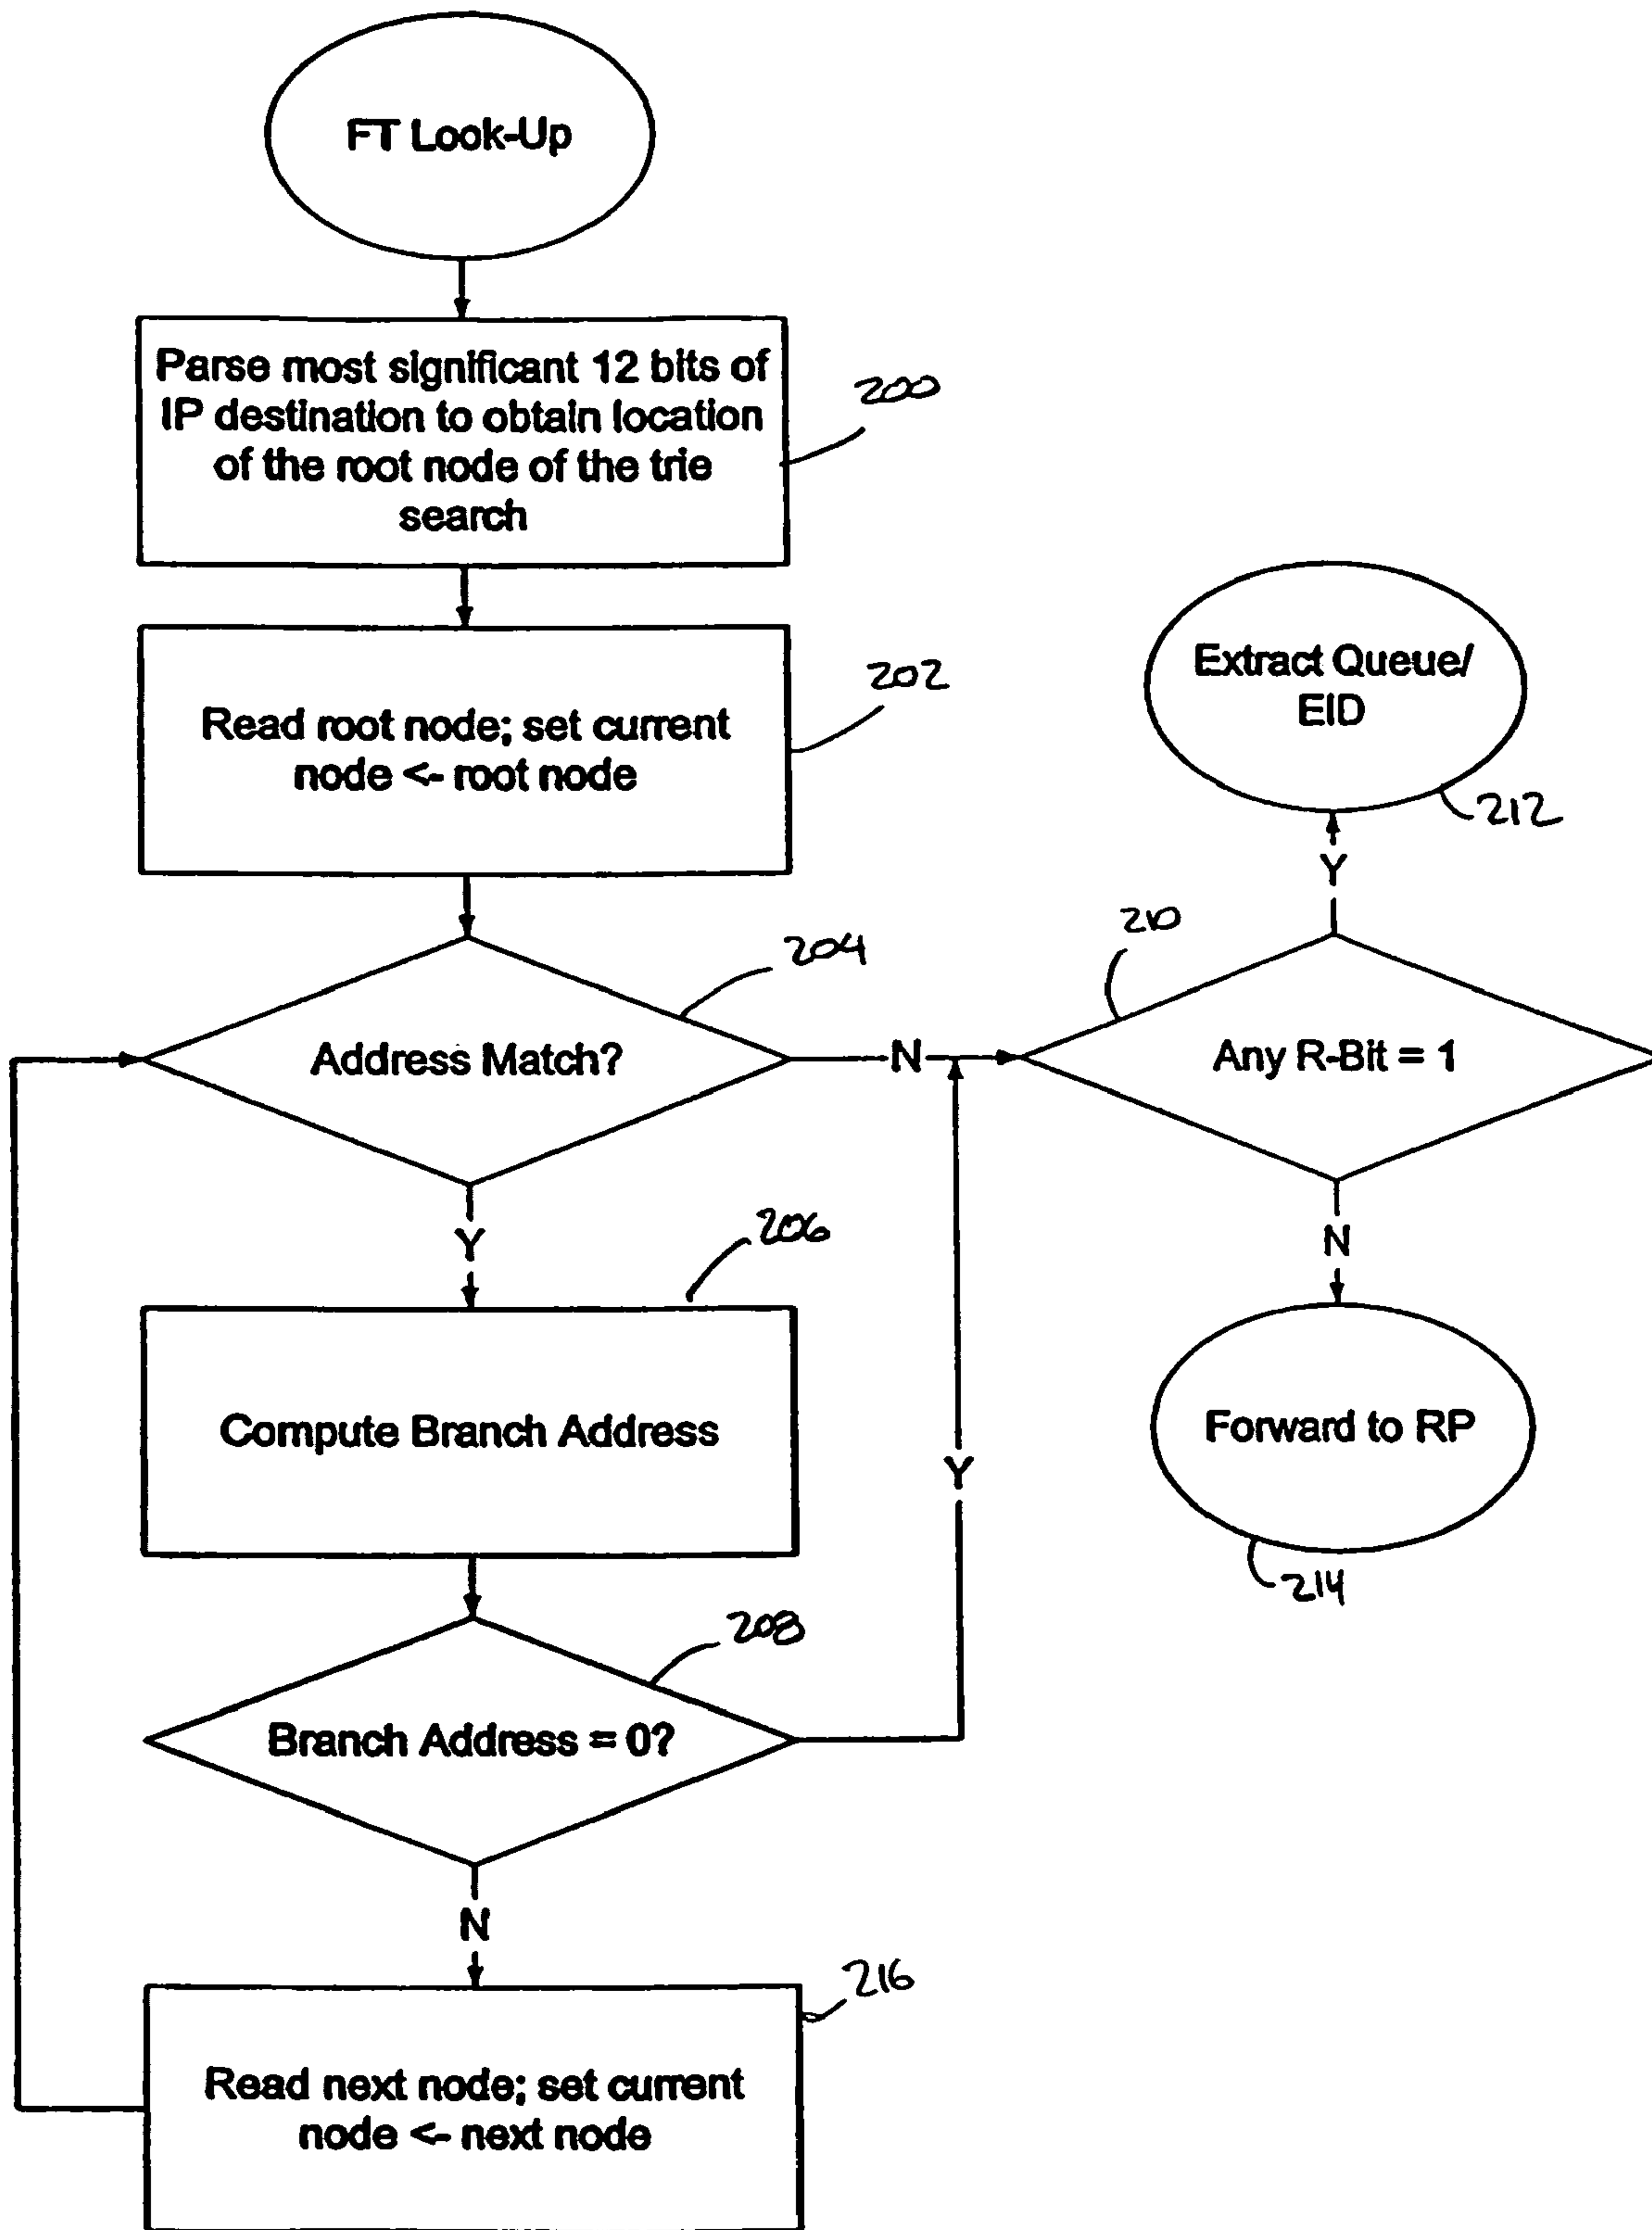 FT Look-Up
Parse most significant 12 bits of
IP destination to obtain location
of the root node of the trie
search
200
Read root node; set current
node <- root node
202
Extract Queue/
EID
212
Y
204
210
Address Match?
N
Any R-Bit = 1
Y
N
206
Compute Branch Address
Y
Forward to RP
214
208
Branch Address = 0?
N
216
Read next node; set current
node <- next node